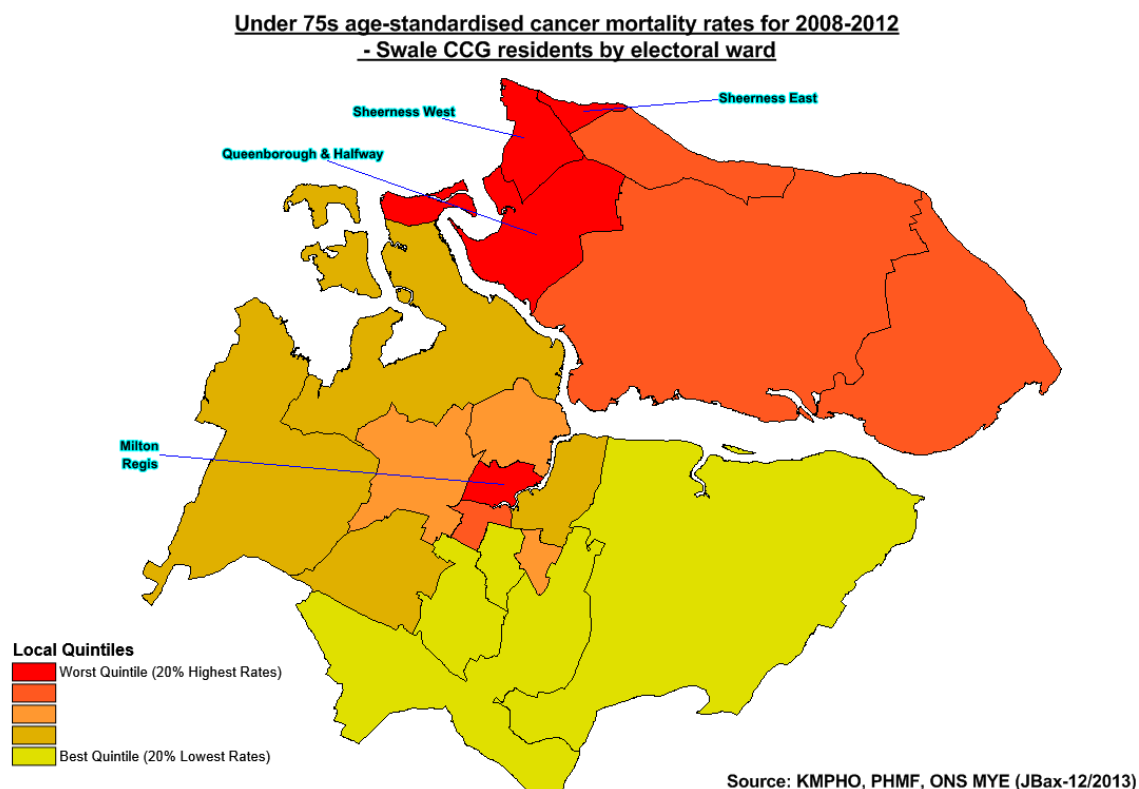 Under 75s age-standardised cancer mortality rates for 2008-2012
- Swale CCG residents by electoral ward
Sheerness East
Sheerness West
Queenborough & Halfway
Milton
Regis
Local Quintiles
Worst Quintile (20% Highest Rates)
Best Quintile (20% Lowest Rates)
Source: KMPHO, PHMF, ONS MYE (JBax-12/2013)